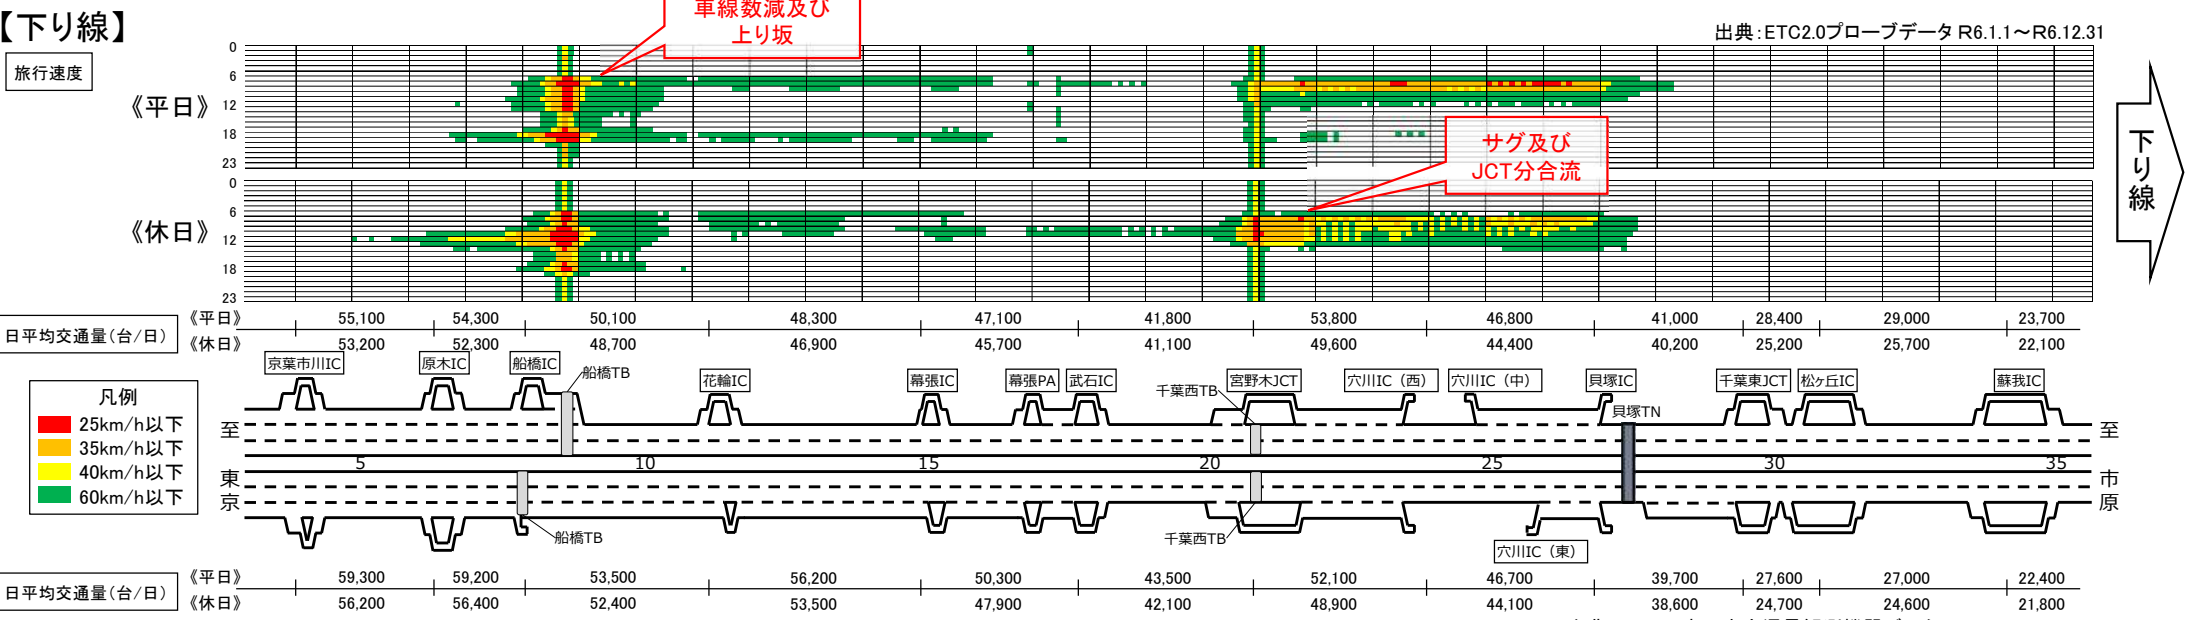 【下り線】
車線数減及び
上り坂
出典：ETC2.0プローブデータ R6.1.1～R6.12.31
旅行速度
《平日》
0
6
12
18
23
サグ及び
JCT分合流
《休日》
0
6
12
18
23
下り線
日平均交通量（台/日）
《平日》 55,100 54,300 50,100 48,300 47,100 41,800 53,800 46,800 41,000 28,400 29,000 23,700
《休日》 53,200 52,300 48,700 46,900 45,700 41,100 49,600 44,400 40,200 25,200 25,700 22,100
京葉市川IC 原木IC 船橋IC 船橋TB 花輪IC 幕張IC 幕張PA 武石IC 千葉西TB 宮野木JCT 穴川IC（西） 穴川IC（中） 貝塚IC 貝塚TN 千葉東JCT 松ヶ丘IC 蘇我IC
凡例
25km/h以下
35km/h以下
40km/h以下
60km/h以下
至東京
5 10 15 20 25 30 35
至市原
船橋TB 千葉西TB 穴川IC（東）
日平均交通量（台/日）
《平日》 59,300 59,200 53,500 56,200 50,300 43,500 52,100 46,700 39,700 27,600 27,000 22,400
《休日》 56,200 56,400 52,400 53,500 47,900 42,100 48,900 44,100 38,600 24,700 24,600 21,800